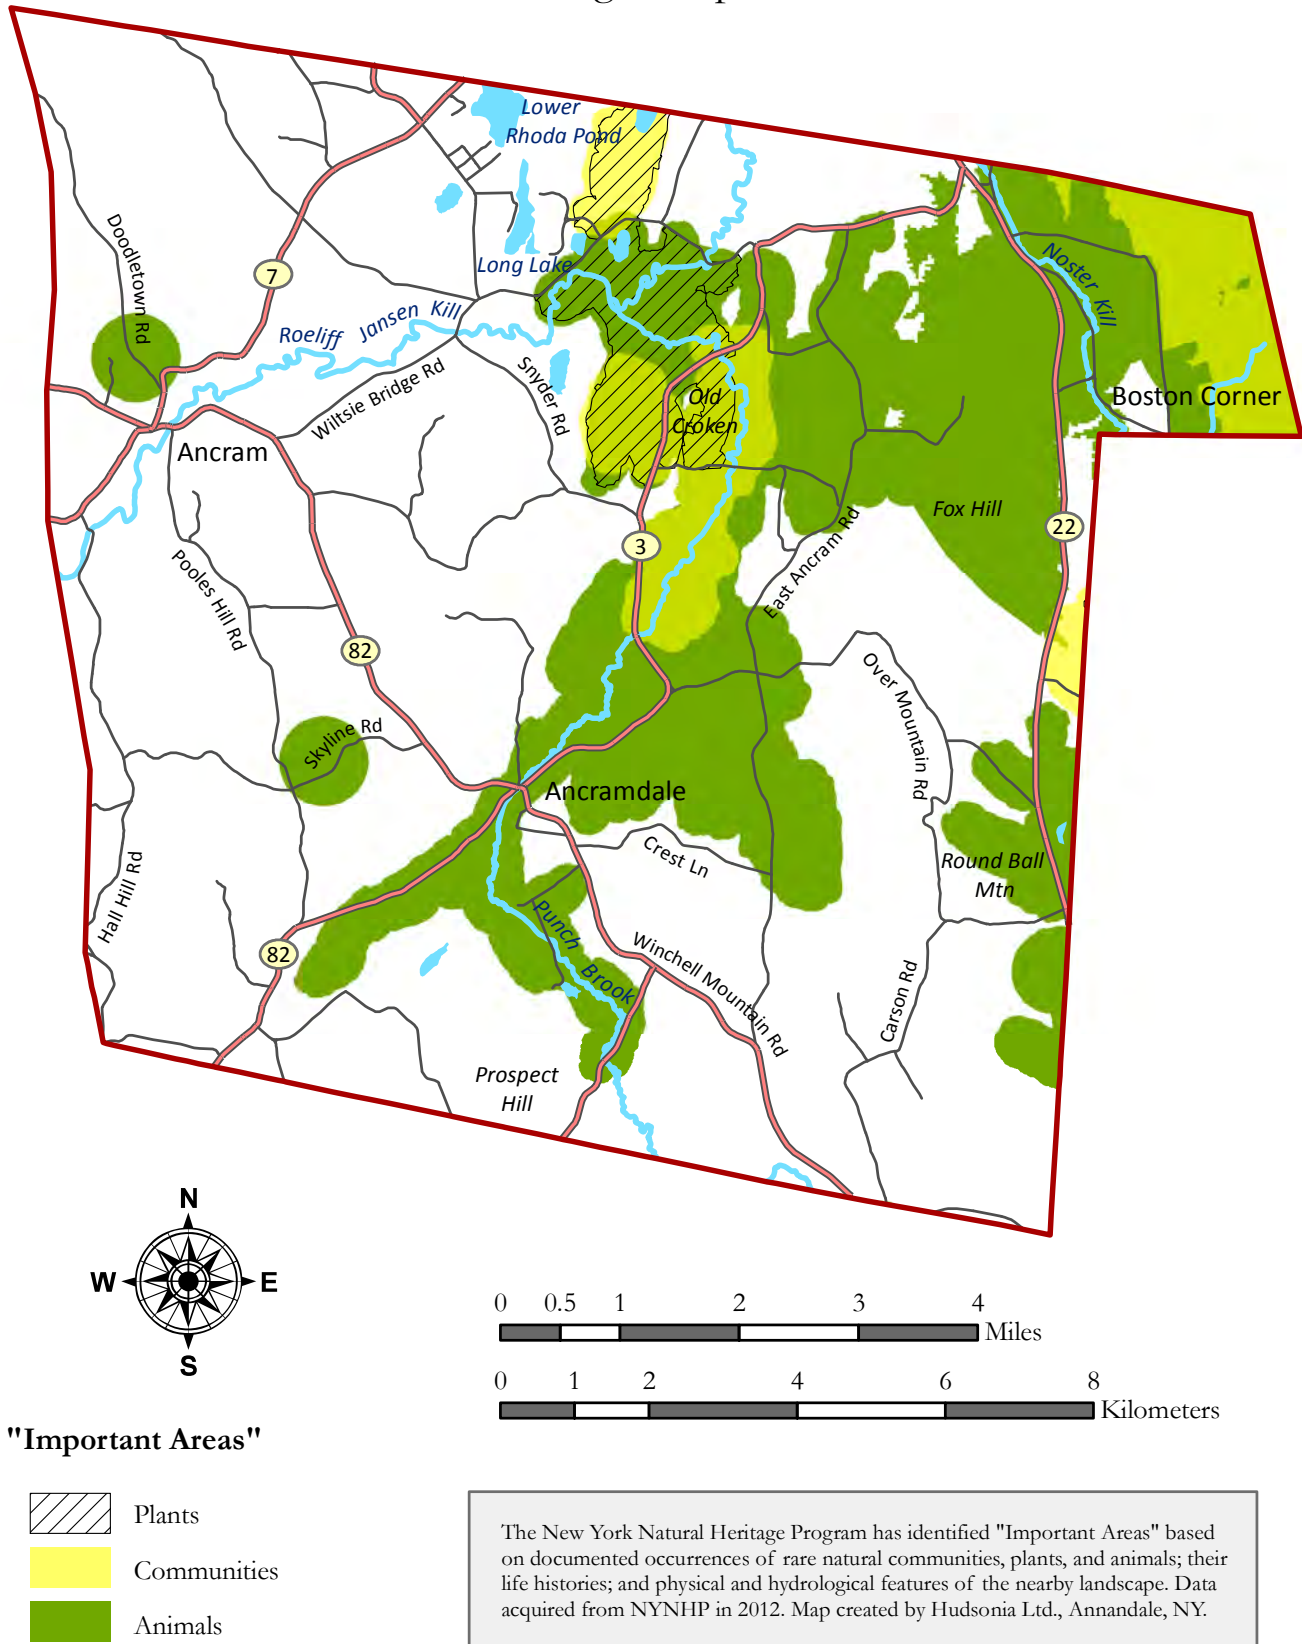 Lower
Rhoda Pond
Doodletown Rd
7
Long Lake
Noster Kill
Roeliff Jansen Kill
Wiltsie Bridge Rd
Snyder Rd
Old
Croken
Boston Corner
Ancram
Fox Hill
22
3
East Ancram Rd
Pooles Hill Rd
82
Over Mountain Rd
Skyline Rd
Ancramdale
Crest Ln
Round Ball
Mtn
Hall Hill Rd
Punch Brook
82
Winchell Mountain Rd
Carson Rd
Prospect
Hill
N
W E
S
0 0.5 1 2 3 4
Miles
0 1 2 4 6 8
Kilometers
"Important Areas"
Plants
Communities
Animals
The New York Natural Heritage Program has identified "Important Areas" based
on documented occurrences of rare natural communities, plants, and animals; their
life histories; and physical and hydrological features of the nearby landscape. Data
acquired from NYNHP in 2012. Map created by Hudsonia Ltd., Annandale, NY.